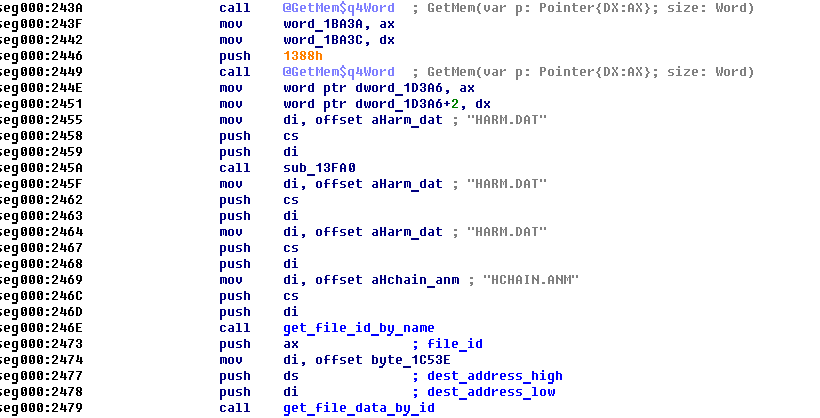 seg000:243A call @GetMem$q4Word ; GetMem(var p: Pointer{DX:AX}; size: Word)
seg000:243F mov word_1BA3A, ax
seg000:2442 mov word_1BA3C, dx
seg000:2446 push 1388h
seg000:2449 call @GetMem$q4Word ; GetMem(var p: Pointer{DX:AX}; size: Word)
seg000:244E mov word ptr dword_1D3A6, ax
seg000:2451 mov word ptr dword_1D3A6+2, dx
seg000:2455 mov di, offset aHarm_dat ; "HARM.DAT"
seg000:2458 push cs
seg000:2459 push di
seg000:245A call sub_13FA0
seg000:245F mov di, offset aHarm_dat ; "HARM.DAT"
seg000:2462 push cs
seg000:2463 push di
seg000:2464 mov di, offset aHarm_dat ; "HARM.DAT"
seg000:2467 push cs
seg000:2468 push di
seg000:2469 mov di, offset aHchain_anm ; "HCHAIN.ANM"
seg000:246C push cs
seg000:246D push di
seg000:246E call get_file_id_by_name
seg000:2473 push ax ; file_id
seg000:2474 mov di, offset byte_1C53E
seg000:2477 push ds ; dest_address_high
seg000:2478 push di ; dest_address_low
seg000:2479 call get_file_data_by_id